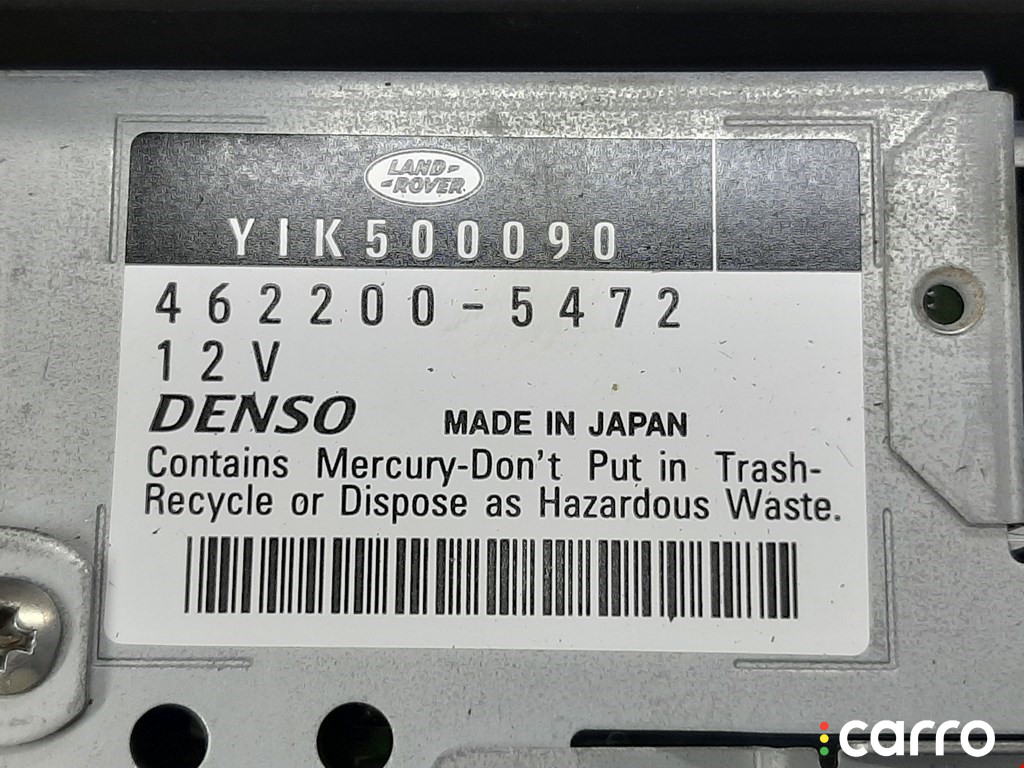 LAND-
-ROVER
YIK500090
462200-5472
12V
DENSO MADE IN JAPAN
Contains Mercury-Don't Put in Trash-
Recycle or Dispose as Hazardous Waste.
carro